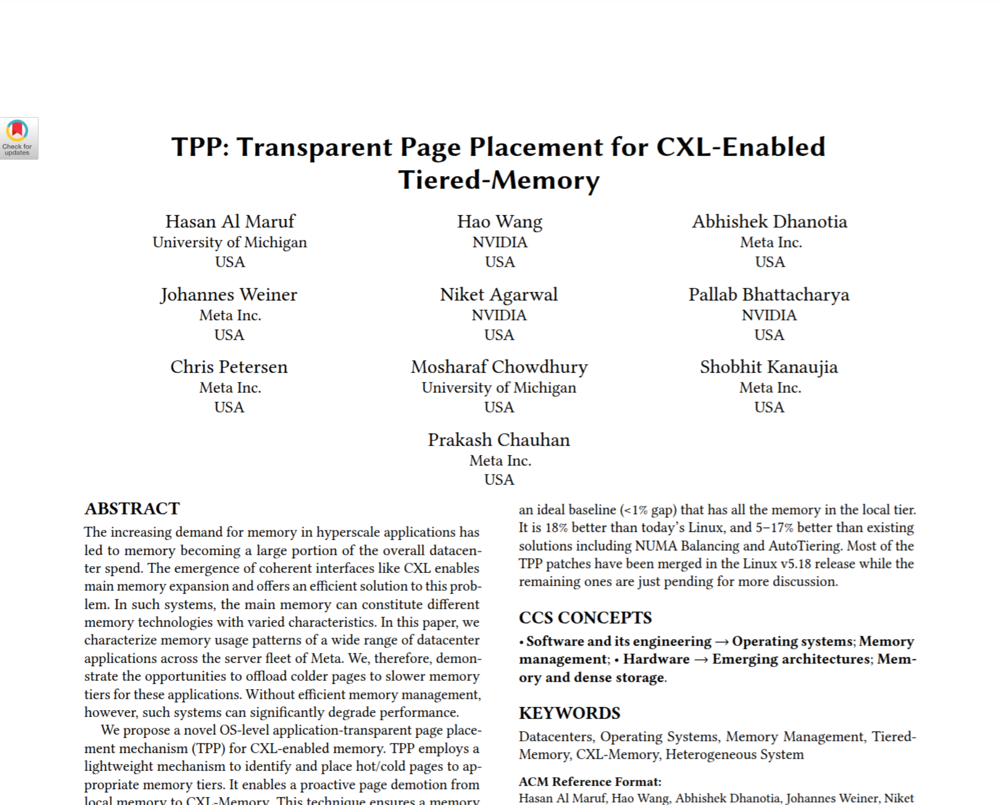 Check for
updates
TPP: Transparent Page Placement for CXL-Enabled
Tiered-Memory
Hasan Al Maruf
University of Michigan
USA
Hao Wang
NVIDIA
USA
Abhishek Dhanotia
Meta Inc.
USA
Johannes Weiner
Meta Inc.
USA
Niket Agarwal
NVIDIA
USA
Pallab Bhattacharya
NVIDIA
USA
Chris Petersen
Meta Inc.
USA
Mosharaf Chowdhury
University of Michigan
USA
Shobhit Kanaujia
Meta Inc.
USA
Prakash Chauhan
Meta Inc.
USA
ABSTRACT
The increasing demand for memory in hyperscale applications has
led to memory becoming a large portion of the overall datacen-
ter spend. The emergence of coherent interfaces like CXL enables
main memory expansion and offers an efficient solution to this prob-
lem. In such systems, the main memory can constitute different
memory technologies with varied characteristics. In this paper, we
characterize memory usage patterns of a wide range of datacenter
applications across the server fleet of Meta. We, therefore, demon-
strate the opportunities to offload colder pages to slower memory
tiers for these applications. Without efficient memory management,
however, such systems can significantly degrade performance.
We propose a novel OS-level application-transparent page place-
ment mechanism (TPP) for CXL-enabled memory. TPP employs a
lightweight mechanism to identify and place hot/cold pages to ap-
propriate memory tiers. It enables a proactive page demotion from
local memory to CXL-Memory. This technique ensures a memory
an ideal baseline (<1% gap) that has all the memory in the local tier.
It is 18% better than today's Linux, and 5–17% better than existing
solutions including NUMA Balancing and AutoTiering. Most of the
TPP patches have been merged in the Linux v5.18 release while the
remaining ones are just pending for more discussion.
CCS CONCEPTS
• Software and its engineering → Operating systems; Memory
management; • Hardware → Emerging architectures; Mem-
ory and dense storage.
KEYWORDS
Datacenters, Operating Systems, Memory Management, Tiered-
Memory, CXL-Memory, Heterogeneous System
ACM Reference Format:
Hasan Al Maruf, Hao Wang, Abhishek Dhanotia, Johannes Weiner, Niket